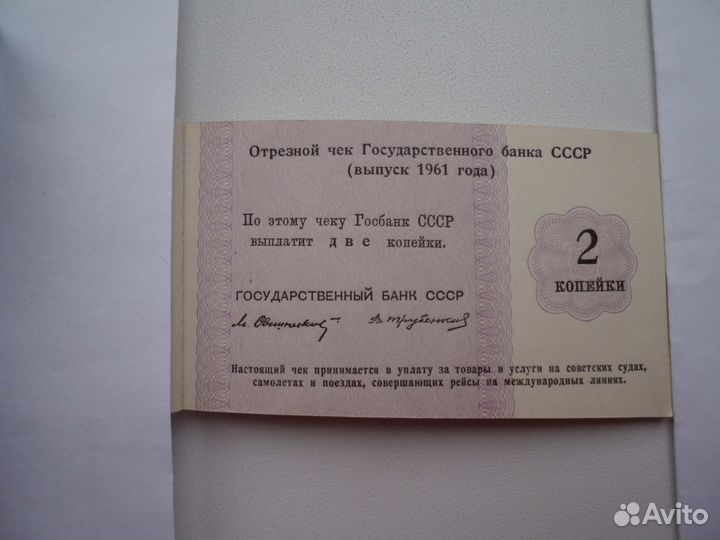 Отрезной чек Государственного банка СССР
(выпуск 1961 года)
По этому чеку Госбанк СССР
выплатит две копейки.
2
КОПЕЙКИ
ГОСУДАРСТВЕННЫЙ БАНК СССР
Настоящий чек принимается в уплату за товары и услуги на советских судах,
самолетах и поездах, совершающих рейсы на международных линиях.
Avito